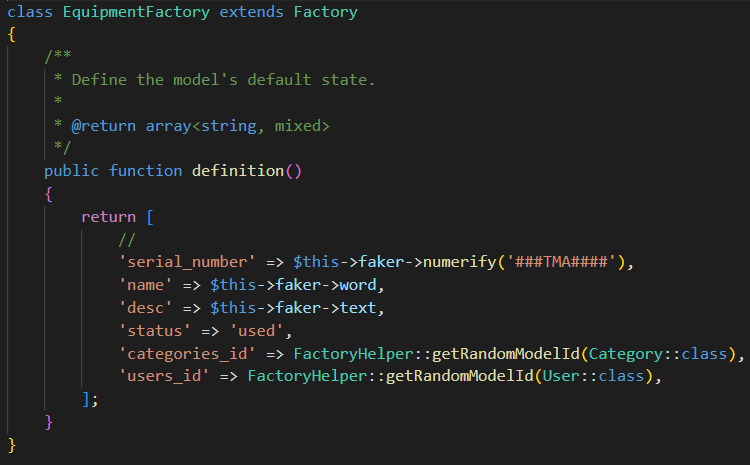 class EquipmentFactory extends Factory
{
    /**
     * Define the model's default state.
     *
     * @return array<string, mixed>
     */
    public function definition()
    {
        return [
            //
            'serial_number' => $this->faker->numerify('###TMA####'),
            'name' => $this->faker->word,
            'desc' => $this->faker->text,
            'status' => 'used',
            'categories_id' => FactoryHelper::getRandomModelId(Category::class),
            'users_id' => FactoryHelper::getRandomModelId(User::class),
        ];
    }
}